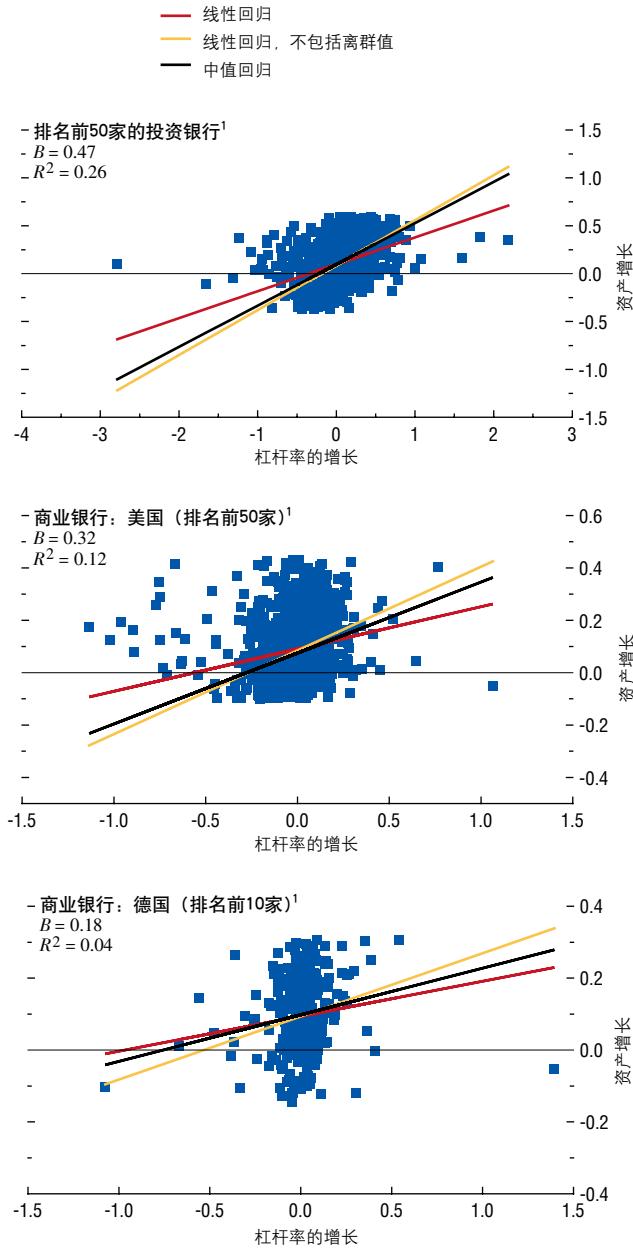 线性回归
线性回归，不包括离群值
中值回归
排名前50家的投资银行¹
B = 0.47
R² = 0.26
1.5
1.0
0.5
0.0
-0.5
-1.0
-1.5
资产增长
-4 -3 -2 -1 0 1 2 3
杠杆率的增长
商业银行：美国（排名前50家）¹
B = 0.32
R² = 0.12
0.6
0.4
0.2
0.0
-0.2
-0.4
资产增长
-1.5 -1.0 -0.5 0.0 0.5 1.0 1.5
杠杆率的增长
商业银行：德国（排名前10家）¹
B = 0.18
R² = 0.04
0.4
0.2
0.0
-0.2
-0.4
资产增长
-1.5 -1.0 -0.5 0.0 0.5 1.0 1.5
杠杆率的增长